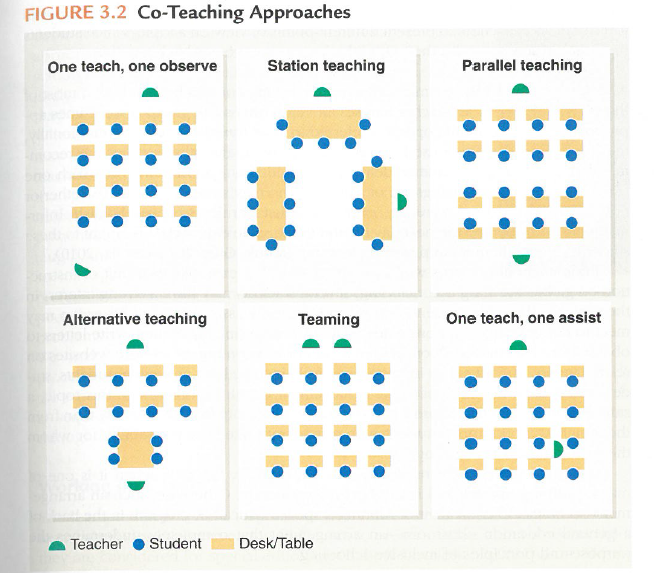 FIGURE 3.2 Co-Teaching Approaches
One teach, one observe
Station teaching
Parallel teaching
Alternative teaching
Teaming
One teach, one assist
Teacher Student Desk/Table